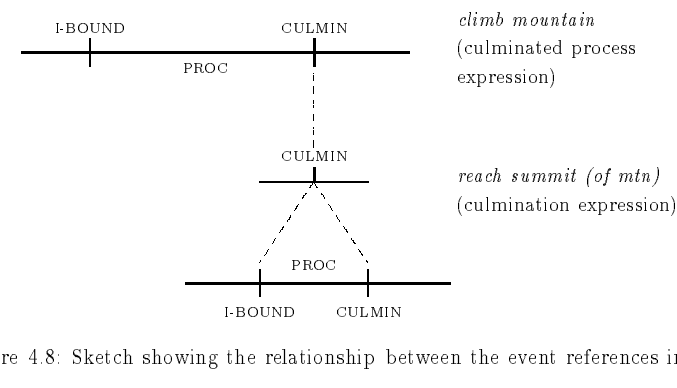 I-BOUND CULMIN
PROC
climb mountain
(culminated process
expression)
CULMIN
reach summit (of mtn)
(culmination expression)
PROC
I-BOUND CULMIN
re 4.8: Sketch showing the relationship between the event references in